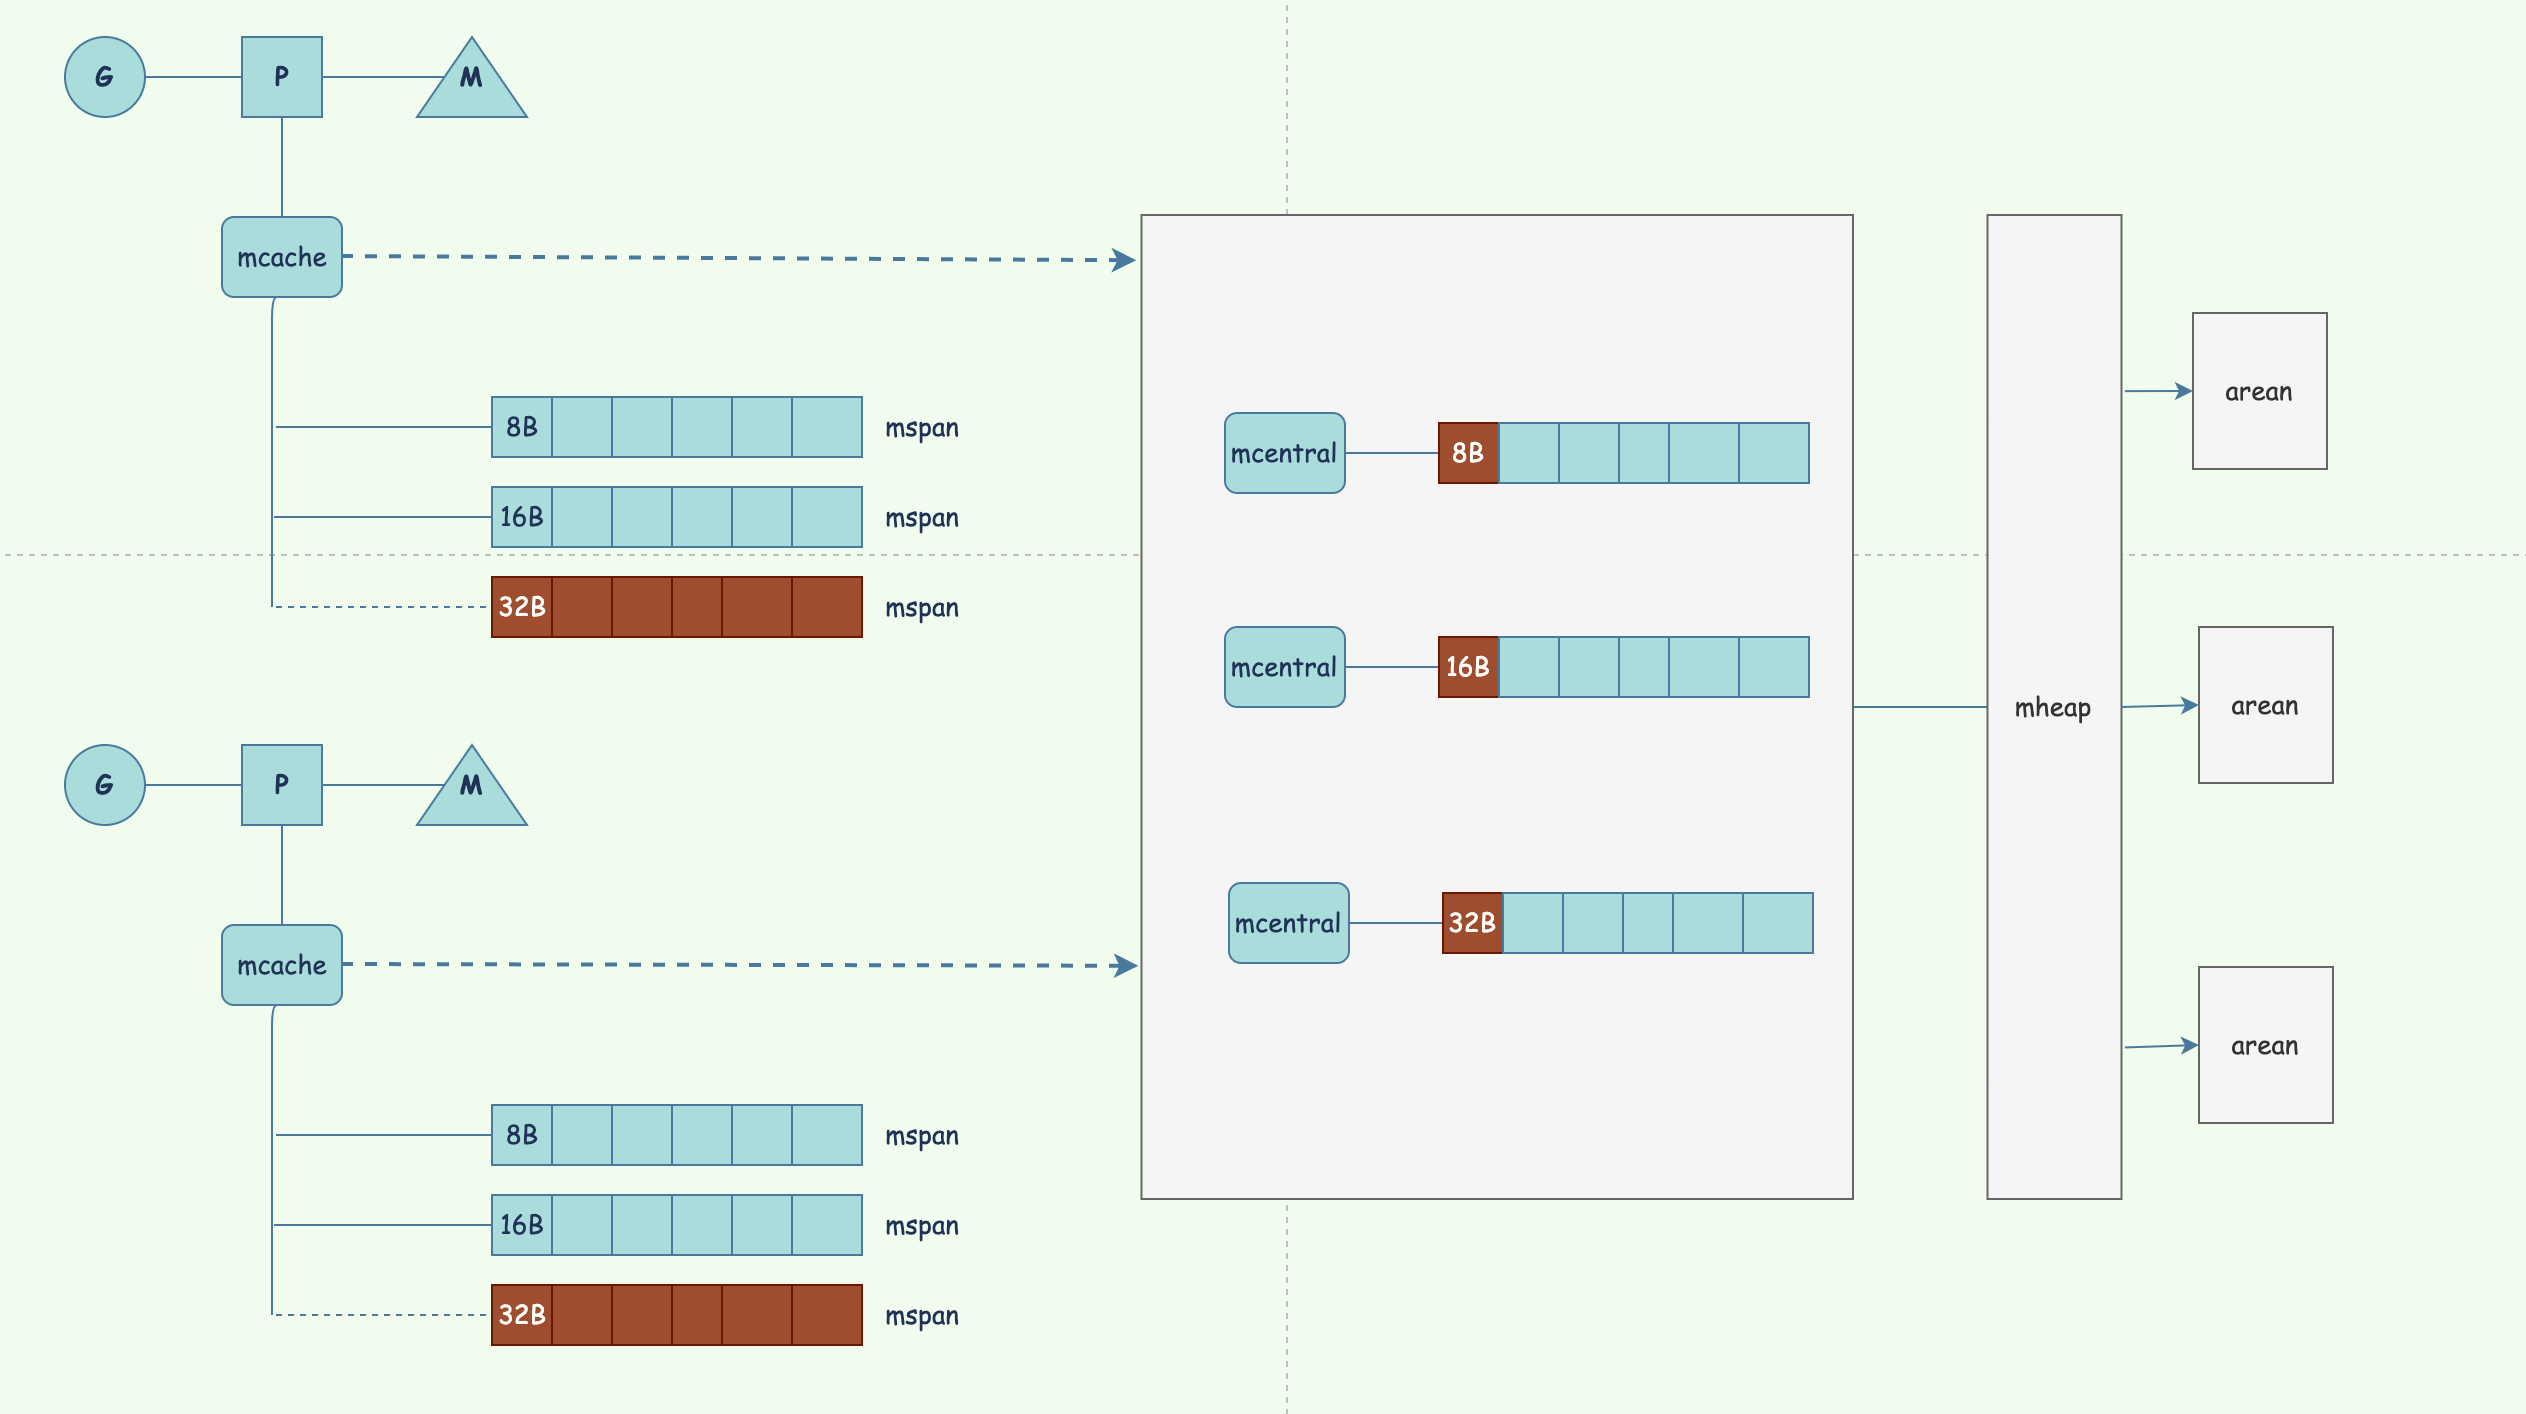 G
P
M
mcache
8B
mspan
16B
mspan
32B
mspan
G
P
M
mcache
8B
mspan
16B
mspan
32B
mspan
mcentral
8B
mcentral
16B
mcentral
32B
mheap
arean
arean
arean